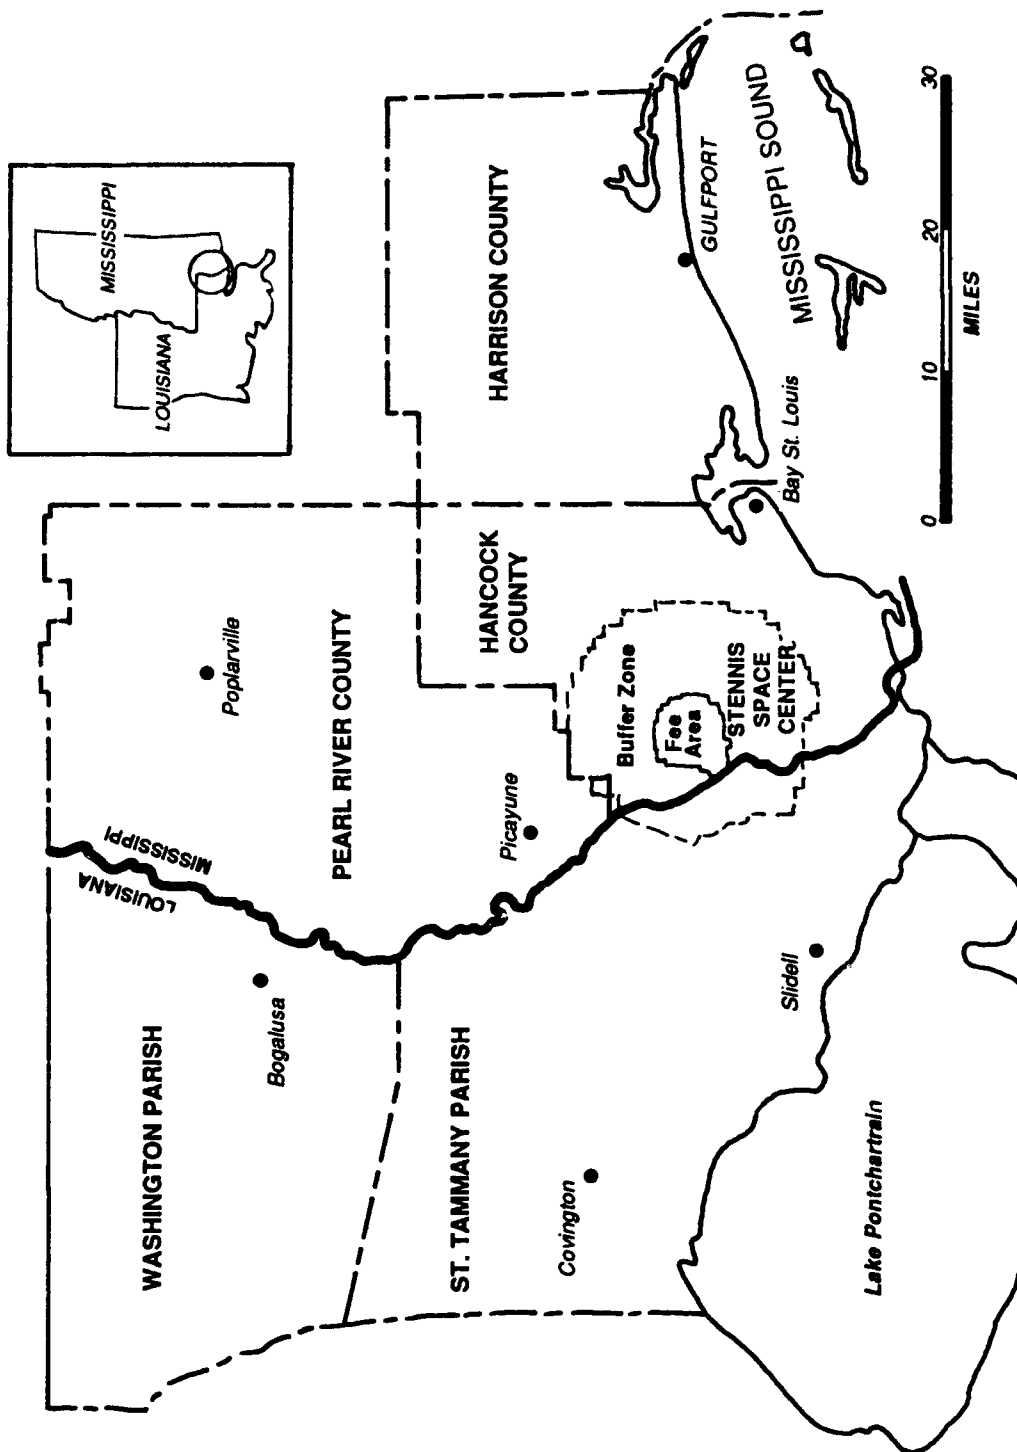 LOUISIANA
MISSISSIPPI
WASHINGTON PARISH
Bogalusa
LOUISIANA
MISSISSIPPI
Poplarville
PEARL RIVER COUNTY
ST. TAMMANY PARISH
Covington
Picayune
HANCOCK
COUNTY
HARRISON COUNTY
Buffer Zone
Fee
Area
STENNIS
SPACE
CENTER
Slidell
GULFPORT
Bay St. Louis
MISSISSIPPI SOUND
Lake Pontchartrain
0 10 20 30
MILES